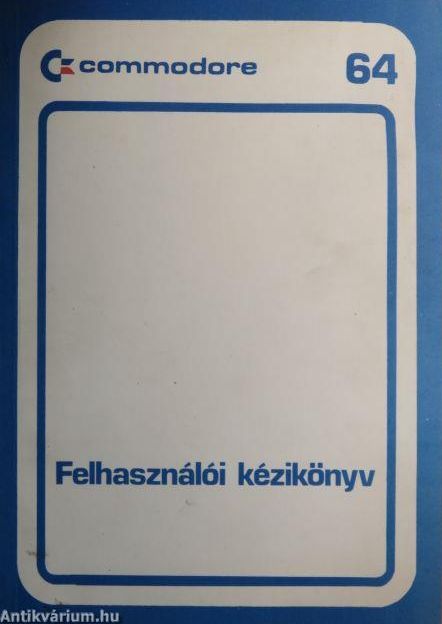 commodore 64
Felhasználói kézikönyv
Antikvárium.hu